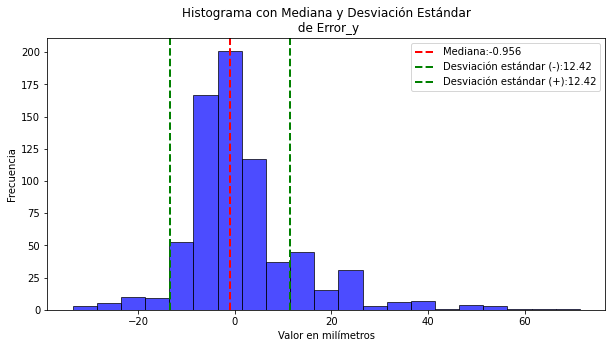 Histograma con Mediana y Desviación Estándar
de Error_y
Mediana:-0.956
Desviación estándar (-):12.42
Desviación estándar (+):12.42
Frecuencia
200
175
150
125
100
75
50
25
0
−20
0
20
40
60
Valor en milímetros